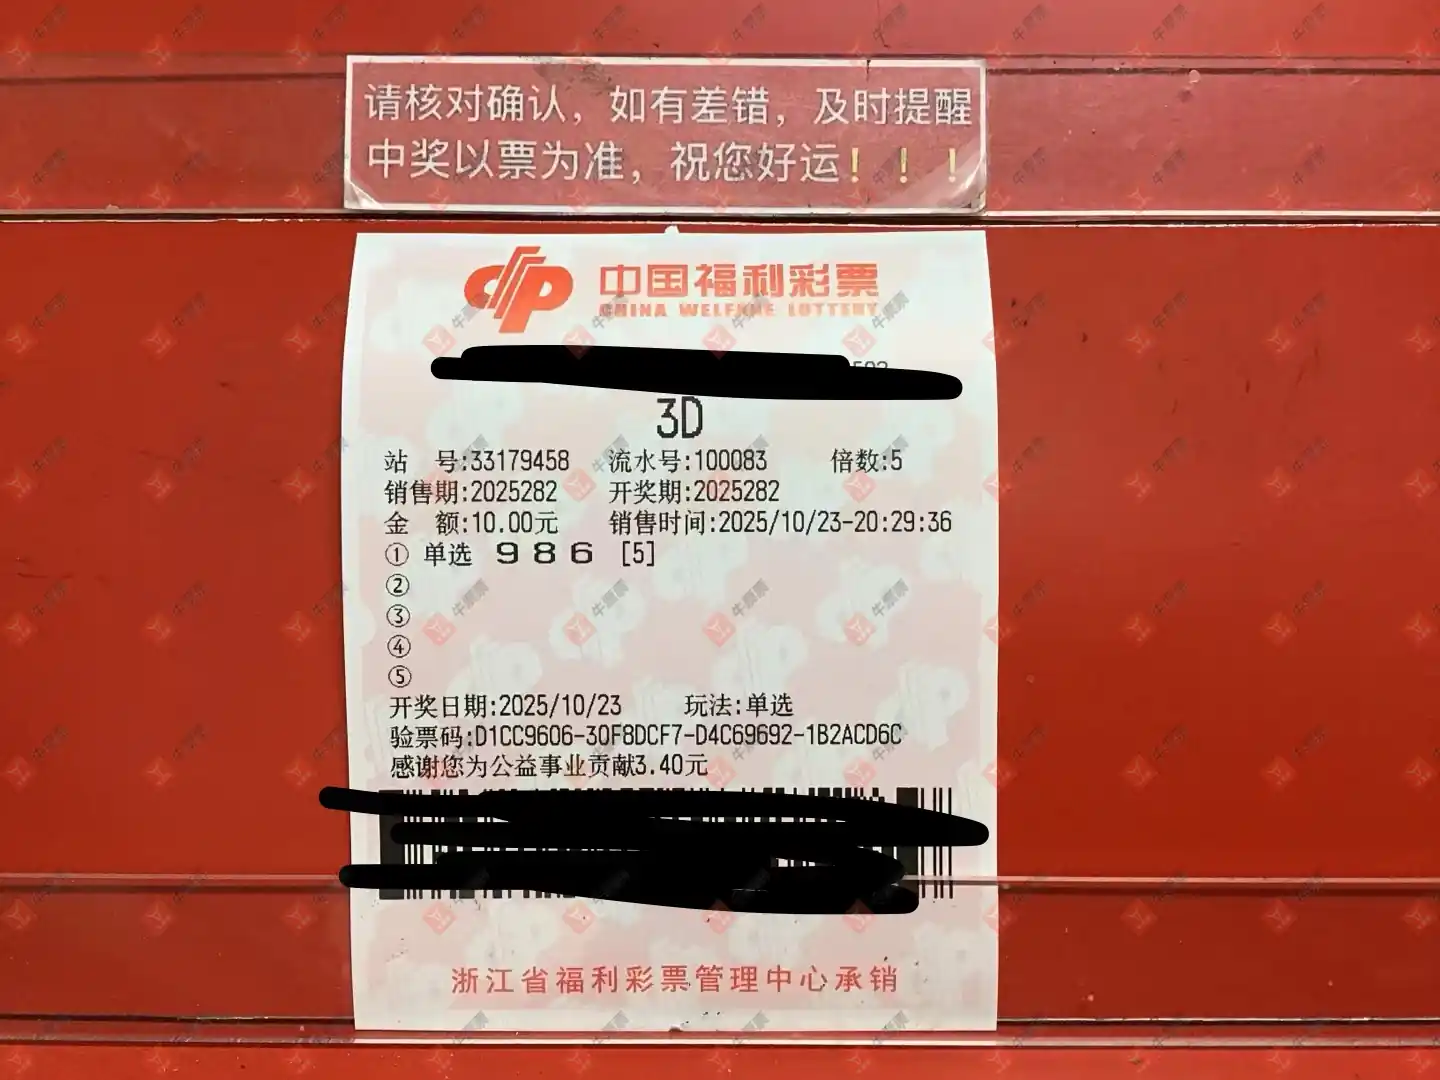 请核对确认，如有差错，及时提醒
中奖以票为准，祝您好运！！！
中国福利彩票
CHINA WELFARE LOTTERY
3D
站 号:33179458 流水号:100083 倍数:5
销售期:2025282 开奖期:2025282
金 额:10.00元 销售时间:2025/10/23-20:29:36
① 单选 9 8 6 [5]
②
③
④
⑤
开奖日期:2025/10/23 玩法:单选
验票码:D1CC9606-30F8DCF7-D4C69692-1B2ACD6C
感谢您为公益事业贡献3.40元
浙江省福利彩票管理中心承销